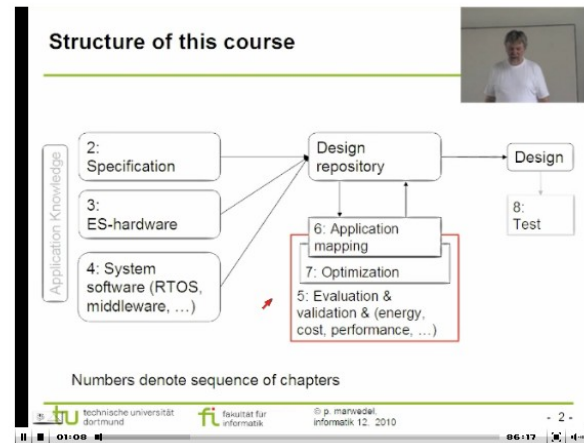 Structure of this course
Application Knowledge
2:
Specification
3:
ES-hardware
4: System
software (RTOS,
middleware, …)
Design
repository
6: Application
mapping
7: Optimization
5: Evaluation &
validation & (energy,
cost, performance, …)
Design
8:
Test
Numbers denote sequence of chapters
tu technische universität
dortmund
fi fakultät für
informatik
© p. marwedel,
informatik 12, 2010
- 2 -
01:08
86:17